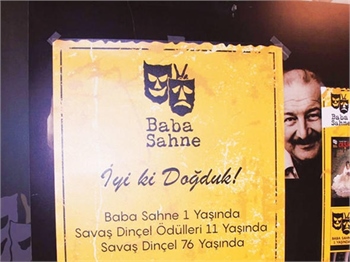 Baba
Sahne
İyi ki Doğduk!
Baba Sahne 1 Yaşında
Savaş Dinçel Ödülleri 11 Yaşında
Savaş Dinçel 76 Yaşında